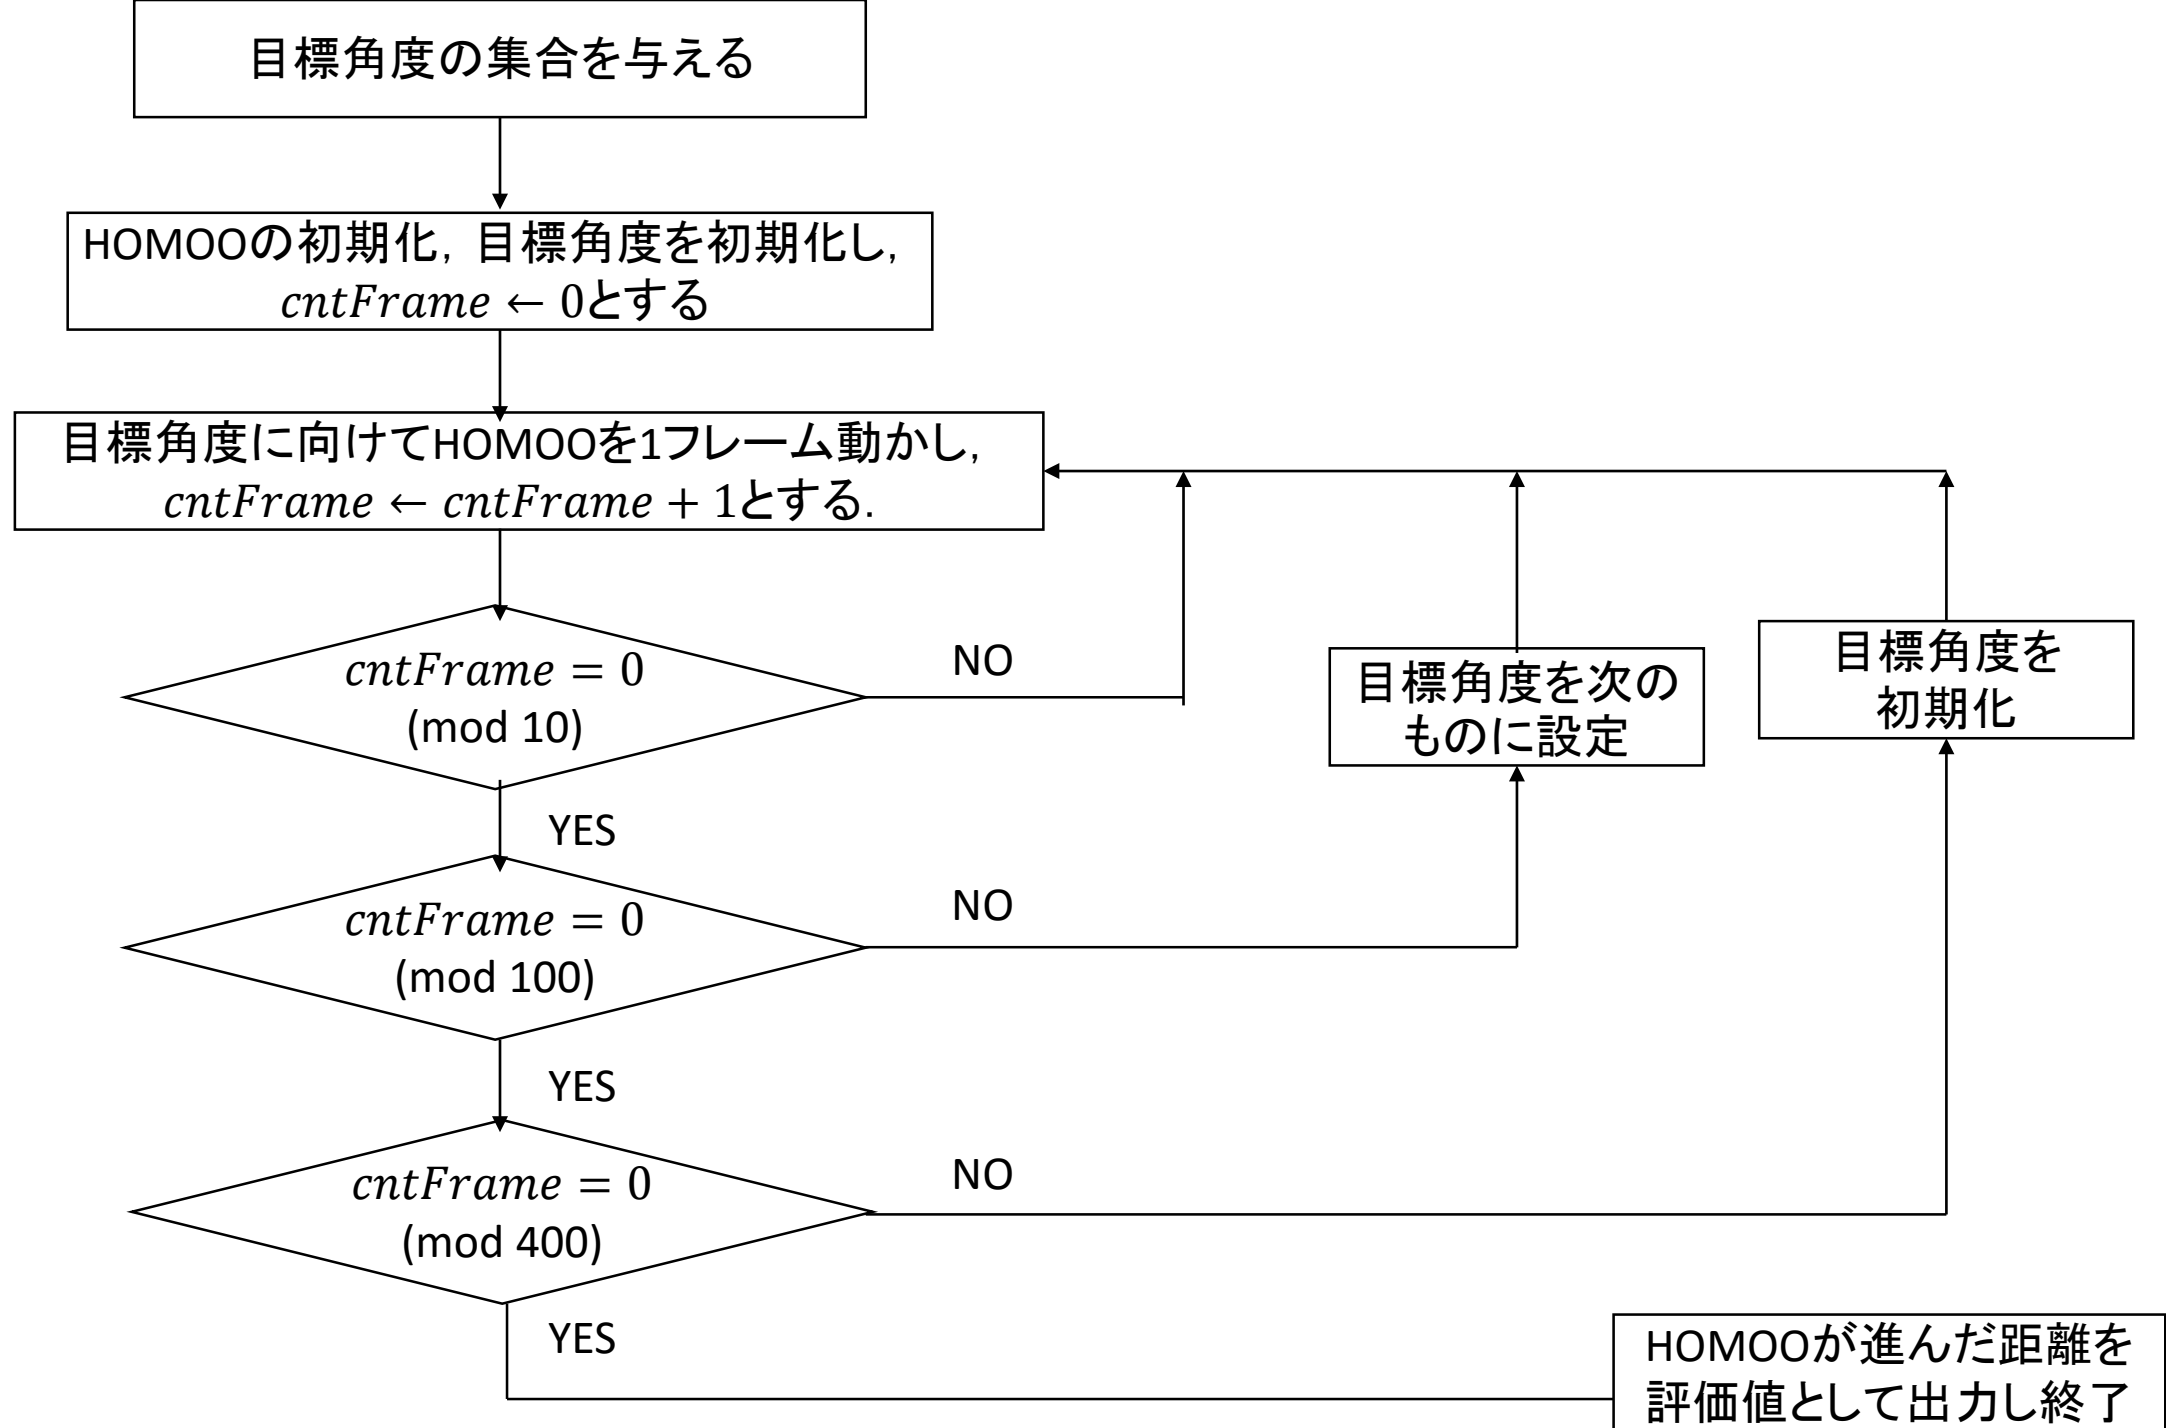 目標角度の集合を与える
HOMOOの初期化，目標角度を初期化し，
cntFrame ← 0とする
目標角度に向けてHOMOOを1フレーム動かし，
cntFrame ← cntFrame + 1とする．
cntFrame = 0
(mod 10)
NO
目標角度を次の
ものに設定
目標角度を
初期化
YES
cntFrame = 0
(mod 100)
NO
YES
cntFrame = 0
(mod 400)
NO
YES
HOMOOが進んだ距離を
評価値として出力し終了